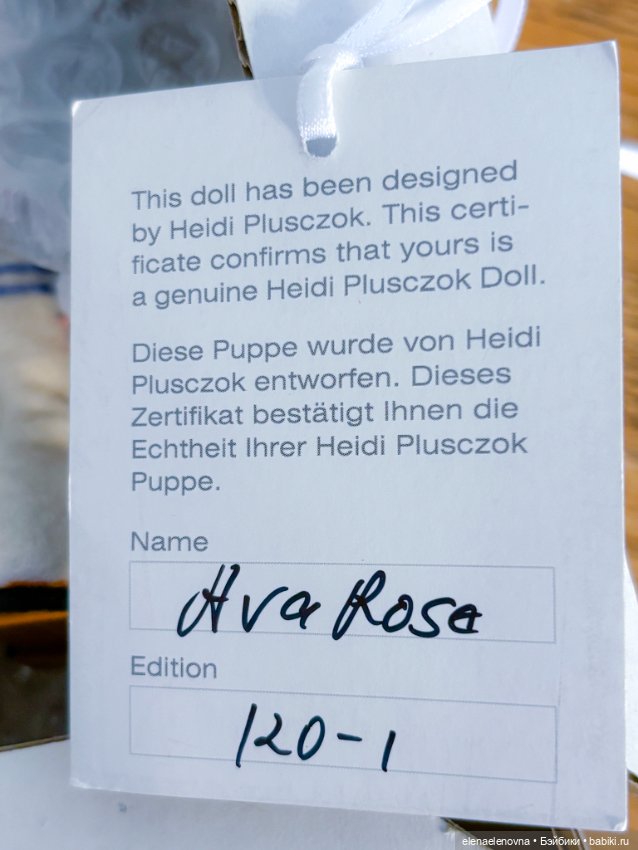 This doll has been designed
by Heidi Plusczok. This certi-
ficate confirms that yours is
a genuine Heidi Plusczok Doll.
Diese Puppe wurde von Heidi
Plusczok entworfen. Dieses
Zertifikat bestätigt Ihnen die
Echtheit Ihrer Heidi Plusczok
Puppe.
Name
Ava Rose
Edition
120-1
elenaelenovna • Бэйбики • babiki.ru